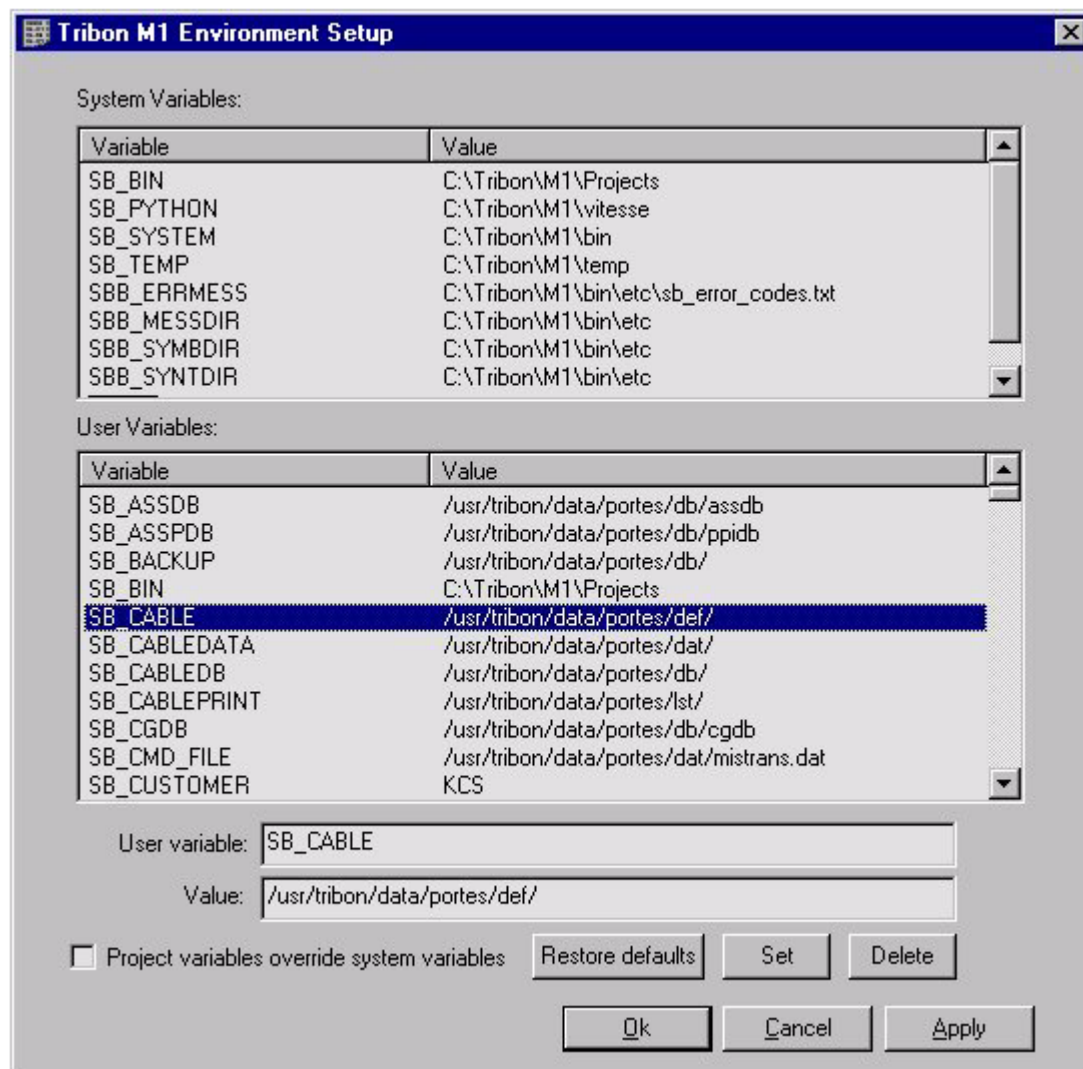 Tribon M1 Environment Setup
System Variables:
Variable Value
SB_BIN C:\Tribon\M1\Projects
SB_PYTHON C:\Tribon\M1\vitesse
SB_SYSTEM C:\Tribon\M1\bin
SB_TEMP C:\Tribon\M1\temp
SBB_ERRMESS C:\Tribon\M1\bin\etc\sb_error_codes.txt
SBB_MESSDIR C:\Tribon\M1\bin\etc
SBB_SYMBDIR C:\Tribon\M1\bin\etc
SBB_SYNTDIR C:\Tribon\M1\bin\etc
User Variables:
Variable Value
SB_ASSDB /usr/tribon/data/portes/db/assdb
SB_ASSPDB /usr/tribon/data/portes/db/ppidb
SB_BACKUP /usr/tribon/data/portes/db/
SB_BIN C:\Tribon\M1\Projects
SB_CABLE /usr/tribon/data/portes/def/
SB_CABLEDATA /usr/tribon/data/portes/dat/
SB_CABLEDB /usr/tribon/data/portes/db/
SB_CABLEPRINT /usr/tribon/data/portes/lst/
SB_CGDB /usr/tribon/data/portes/db/cgdb
SB_CMD_FILE /usr/tribon/data/portes/dat/mistrans.dat
SB_CUSTOMER KCS
User variable: SB_CABLE
Value: /usr/tribon/data/portes/def/
Project variables override system variables Restore defaults Set Delete
Ok Cancel Apply